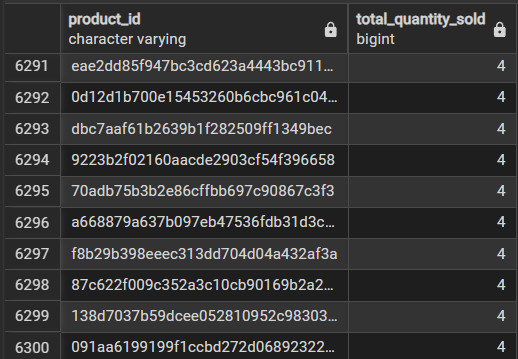 product_id total_quantity_sold
character varying bigint
6291 eae2dd85f947bc3cd623a4443bc911... 4
6292 0d12d1b700e15453260b6cbc961c04... 4
6293 dbc7aaf61b2639b1f282509ff1349bec 4
6294 9223b2f02160aacde2903cf54f396658 4
6295 70adb75b3b2e86cffbb697c90867c3f3 4
6296 a668879a637b097eb47536fdb31d3c... 4
6297 f8b29b398eeec313dd704d04a432af3a 4
6298 87c622f009c352a3c10cb90169b2a2... 4
6299 138d7037b59dcee052810952c98303... 4
6300 091aa6199199f1ccbd272d06892322... 4